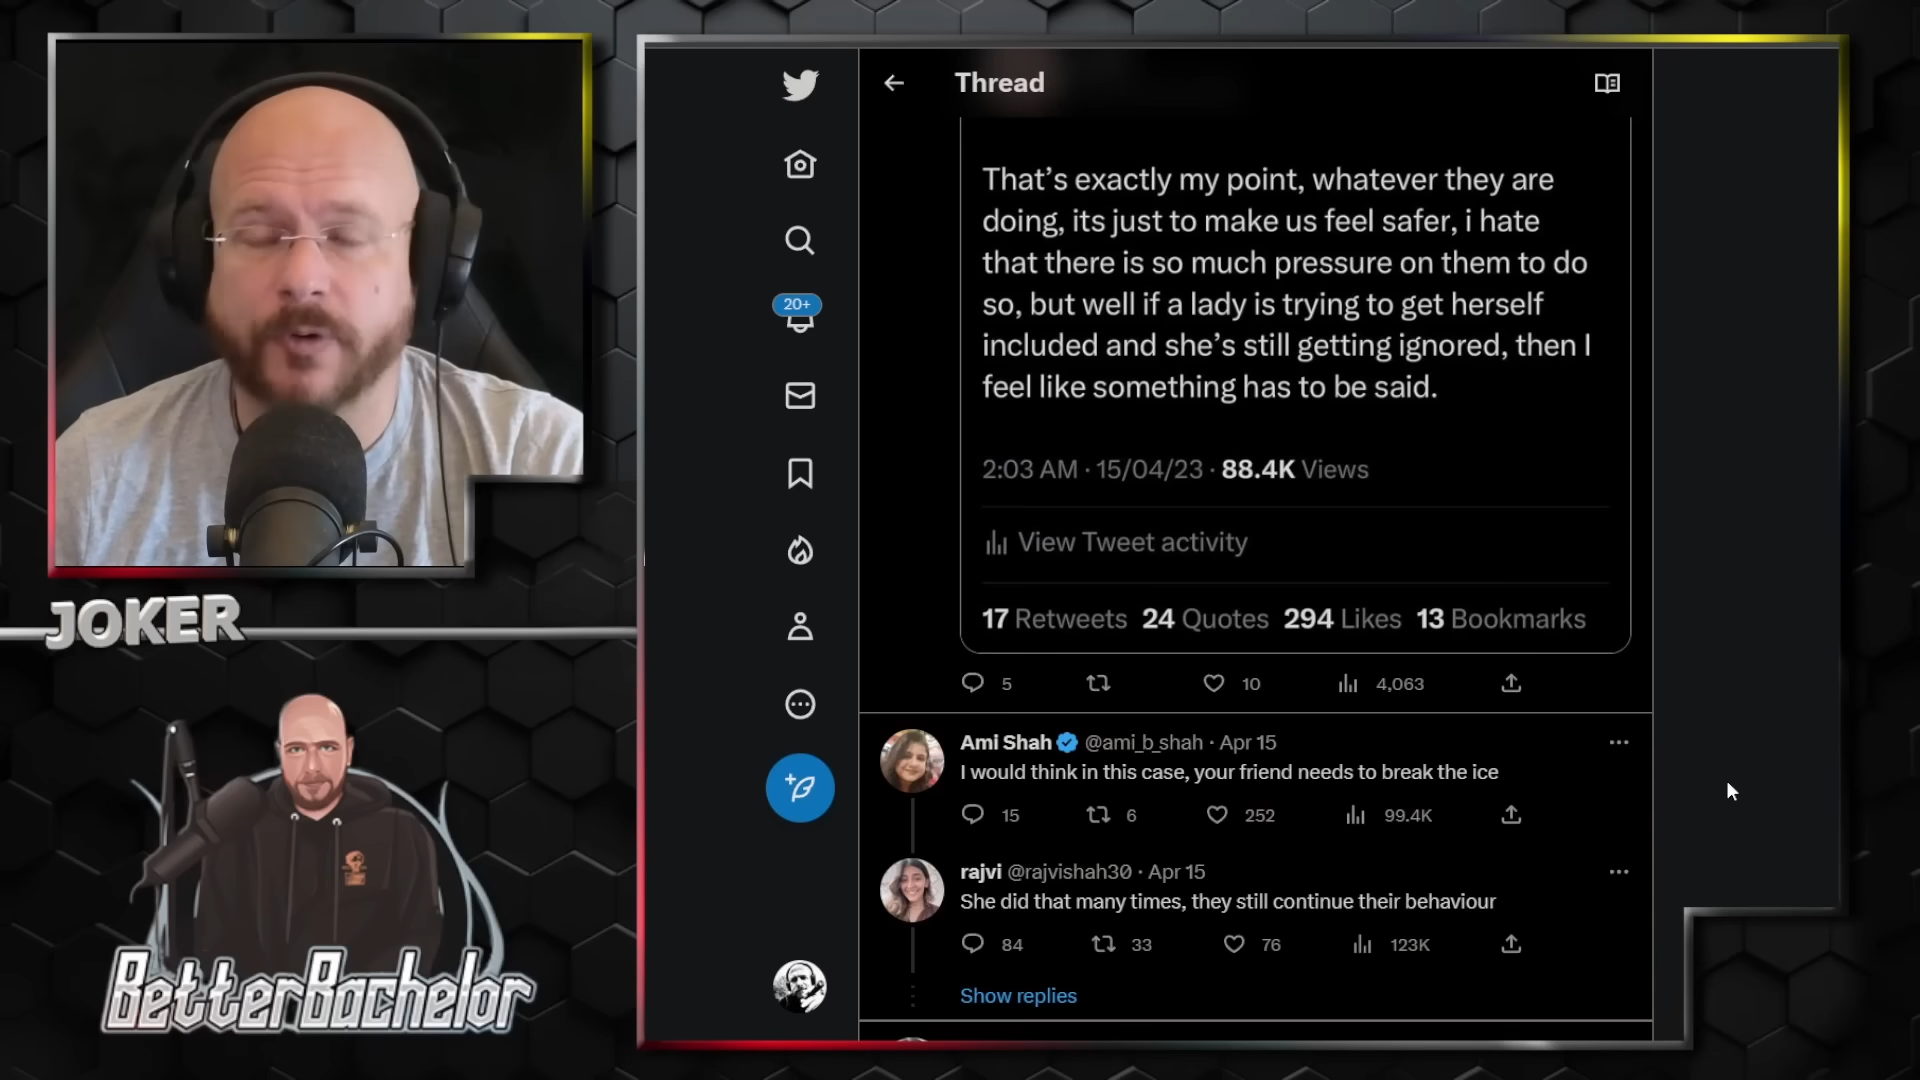 JOKER
BetterBachelor
20+
Thread
That’s exactly my point, whatever they are
doing, its just to make us feel safer, i hate
that there is so much pressure on them to do
so, but well if a lady is trying to get herself
included and she’s still getting ignored, then I
feel like something has to be said.
2:03 AM · 15/04/23 · 88.4K Views
View Tweet activity
17 Retweets 24 Quotes 294 Likes 13 Bookmarks
5 10 4,063
Ami Shah @ami_b_shah · Apr 15
I would think in this case, your friend needs to break the ice
15 6 252 99.4K
rajvi @rajvishah30 · Apr 15
She did that many times, they still continue their behaviour
84 33 76 123K
Show replies